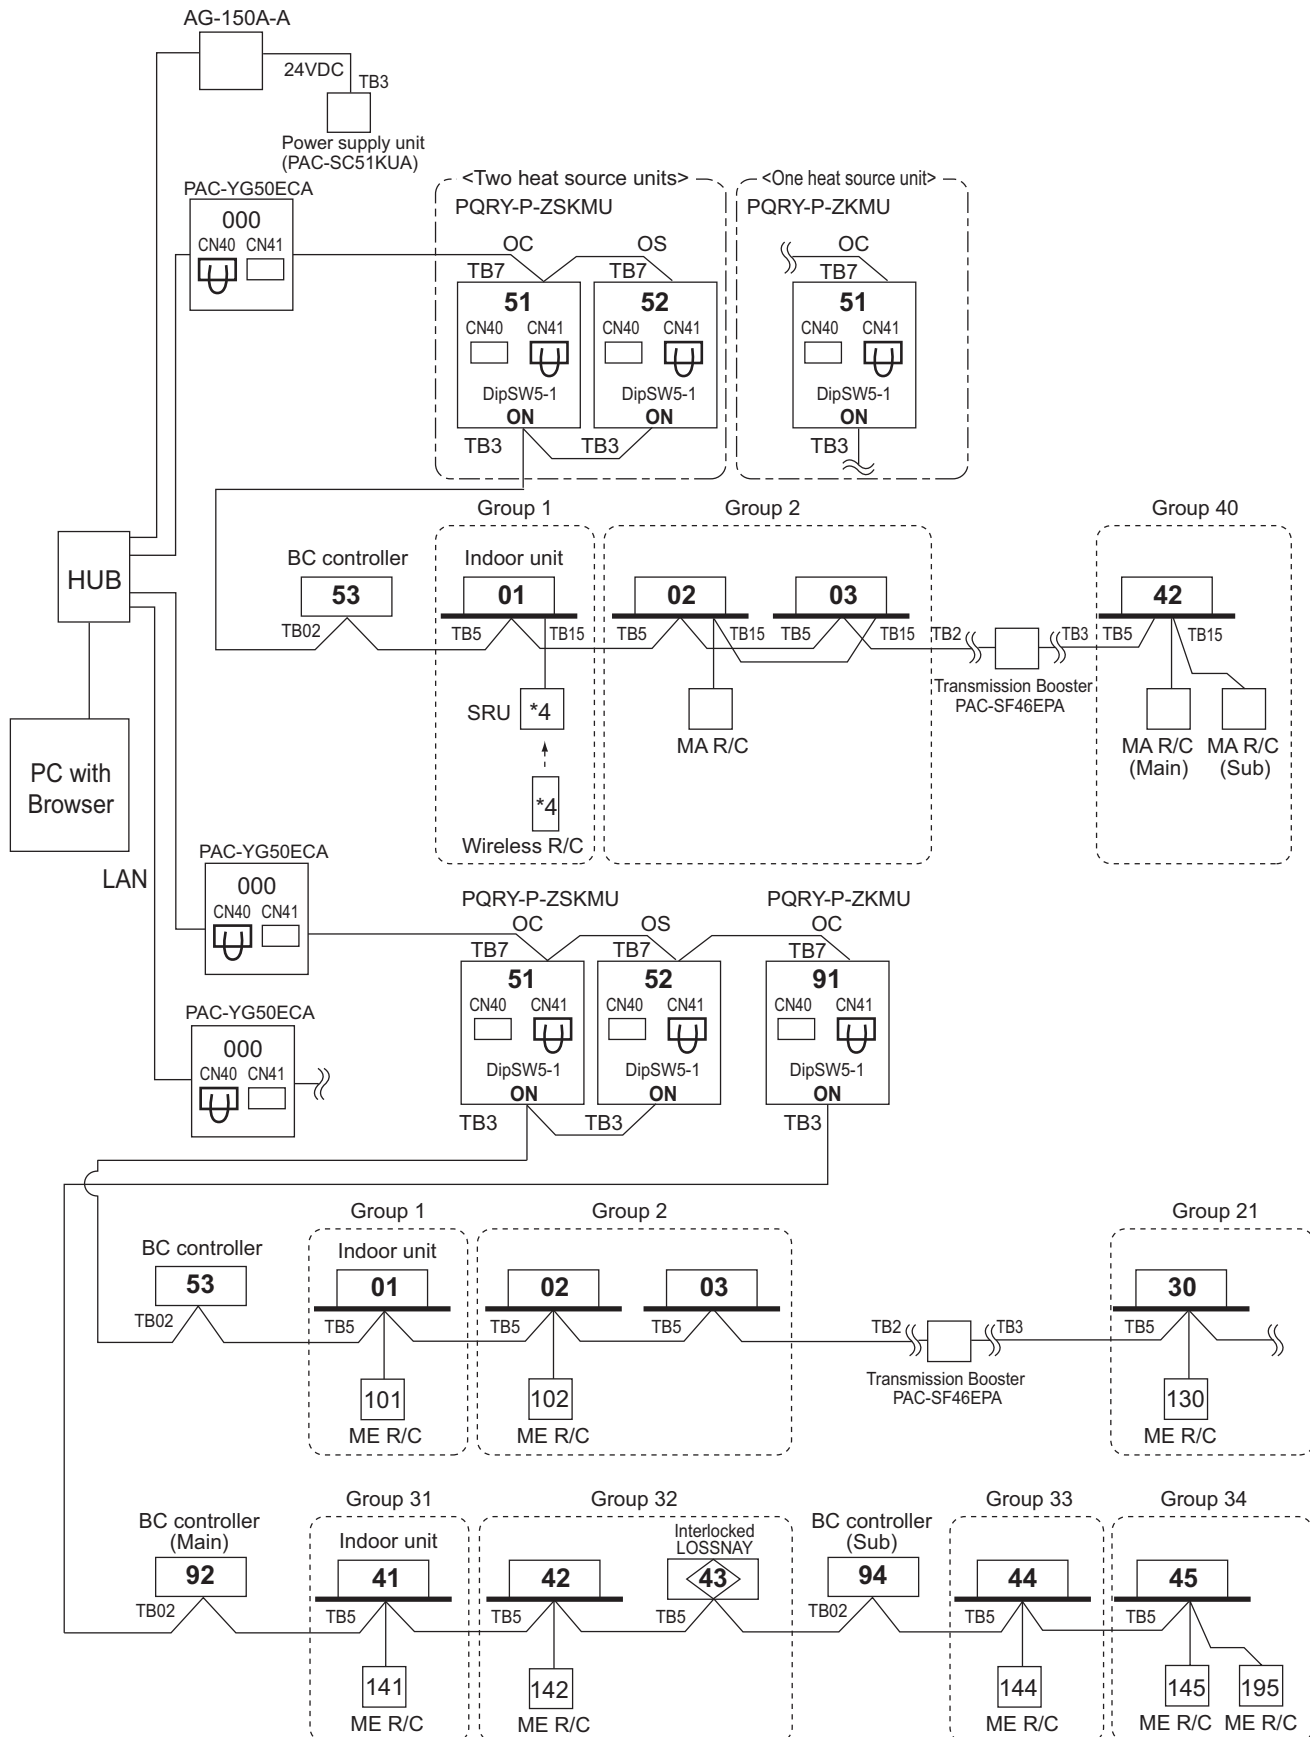 AG-150A-A
24VDC
TB3
Power supply unit
(PAC-SC51KUA)
PAC-YG50ECA
000
CN40 CN41
<Two heat source units>
PQRY-P-ZSKMU
OC OS
TB7 TB7
51 52
CN40 CN41 CN40 CN41
DipSW5-1 DipSW5-1
ON ON
TB3 TB3
<One heat source unit>
PQRY-P-ZKMU
OC
TB7
51
CN40 CN41
DipSW5-1
ON
TB3
HUB
PC with
Browser
LAN
BC controller
53
TB02
Group 1
Indoor unit
01
TB5 TB15
SRU *4
*4
Wireless R/C
Group 2
02 03
TB5 TB15 TB5 TB15
MA R/C
TB2 TB3
Transmission Booster
PAC-SF46EPA
Group 40
42
TB5 TB15
MA R/C MA R/C
(Main) (Sub)
PAC-YG50ECA
000
CN40 CN41
PAC-YG50ECA
000
CN40 CN41
PQRY-P-ZSKMU PQRY-P-ZKMU
OC OS OC
TB7 TB7 TB7
51 52 91
CN40 CN41 CN40 CN41 CN40 CN41
DipSW5-1 DipSW5-1 DipSW5-1
ON ON ON
TB3 TB3 TB3
BC controller
53
TB02
Group 1
Indoor unit
01
TB5
101
ME R/C
Group 2
02 03
TB5 TB5
102
ME R/C
TB2 TB3
Transmission Booster
PAC-SF46EPA
Group 21
30
TB5
130
ME R/C
BC controller
(Main)
92
TB02
Group 31
Indoor unit
41
TB5
141
ME R/C
Group 32
Interlocked
LOSSNAY
42 43
TB5 TB5
142
ME R/C
BC controller
(Sub)
94
TB02
Group 33
44
TB5
144
ME R/C
Group 34
45
TB5
145 195
ME R/C ME R/C